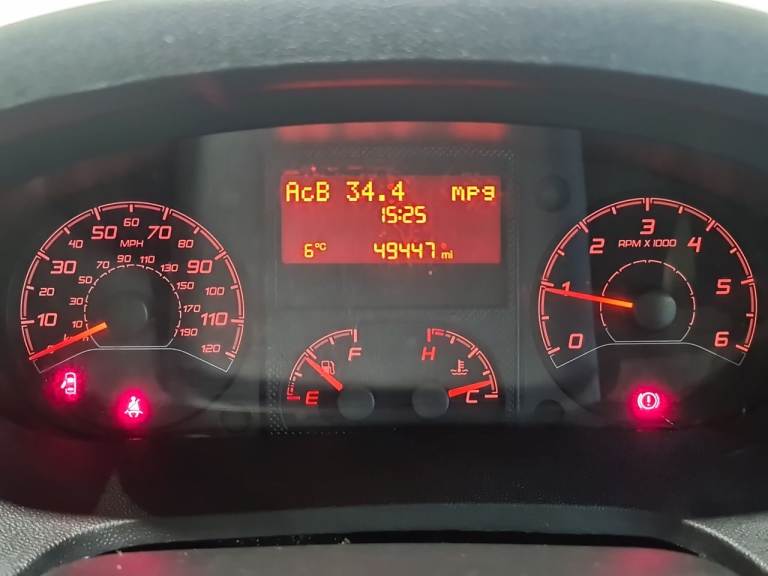 AcB 34.4 mpg
15:25
6°C 49447 mi
0 10 20 30 40 50 60 70 80 90 100 110 120
MPH
10 30 50 70 90 110 130 150 170 190
km/h
E F
H C
0 1 2 3 4 5 6
RPM X 1000